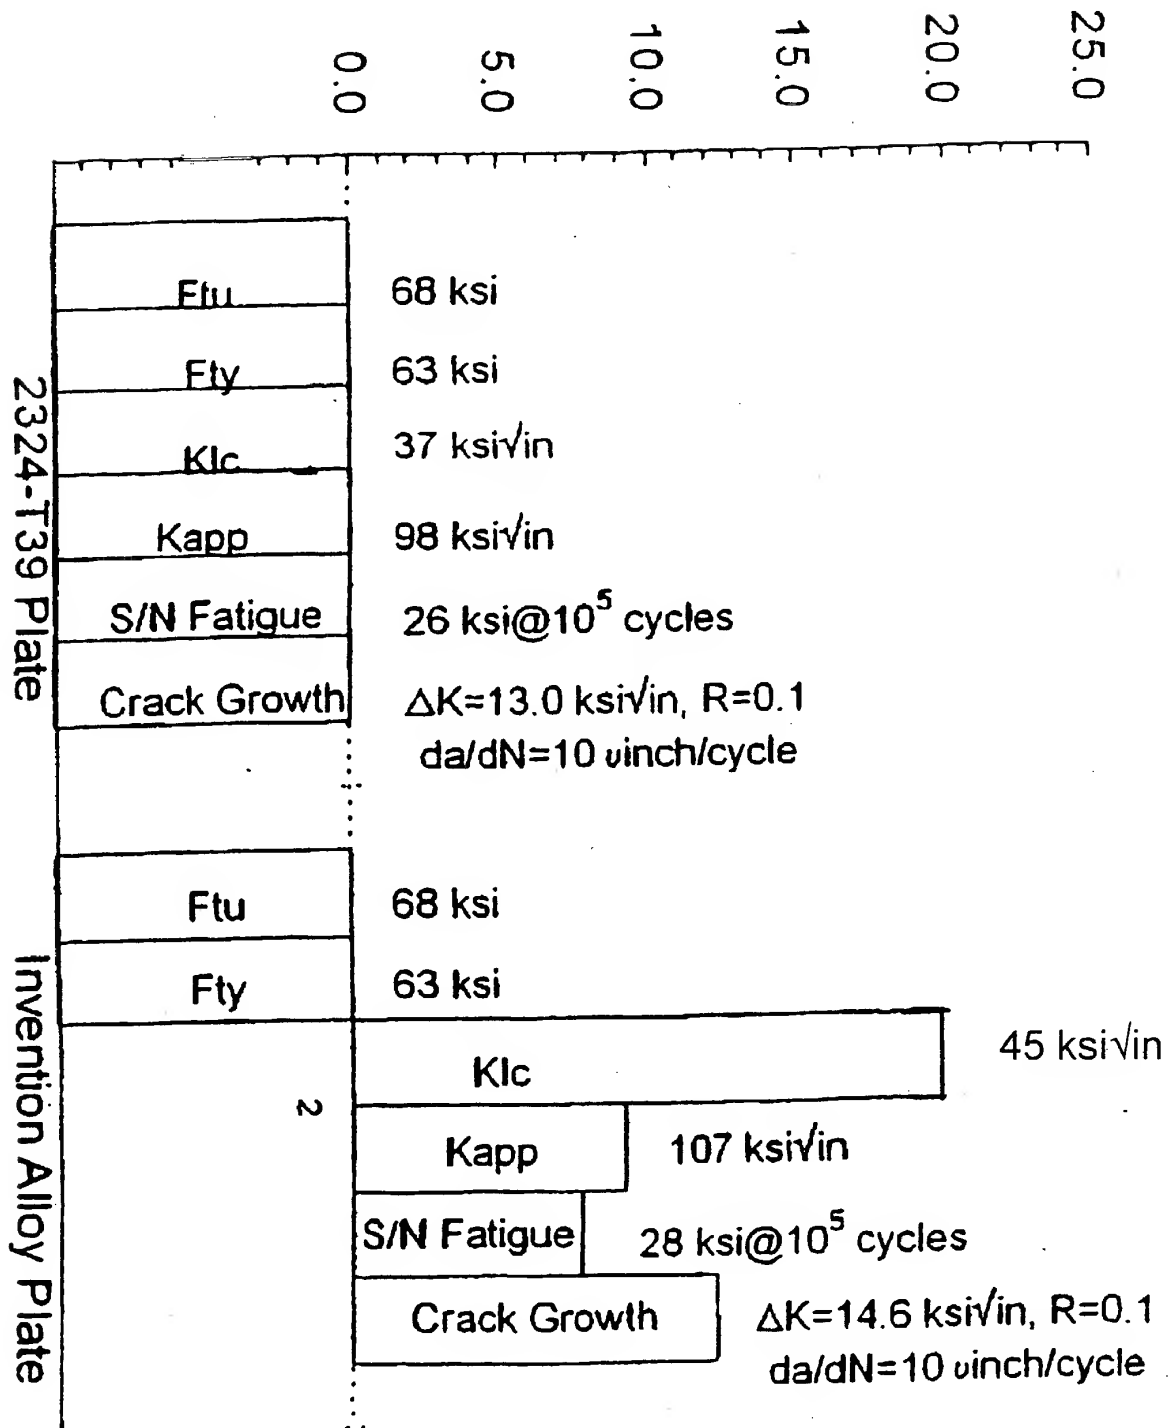 0.0
5.0
10.0
15.0
20.0
25.0
2324-T39 Plate
Ftu
68 ksi
Fty
63 ksi
KIc
37 ksi√in
Kapp
98 ksi√in
S/N Fatigue
26 ksi@10⁵ cycles
Crack Growth
ΔK=13.0 ksi√in, R=0.1
da/dN=10 υinch/cycle
Invention Alloy Plate
Ftu
68 ksi
Fty
63 ksi
KIc
45 ksi√in
2
Kapp
107 ksi√in
S/N Fatigue
28 ksi@10⁵ cycles
Crack Growth
ΔK=14.6 ksi√in, R=0.1
da/dN=10 υinch/cycle